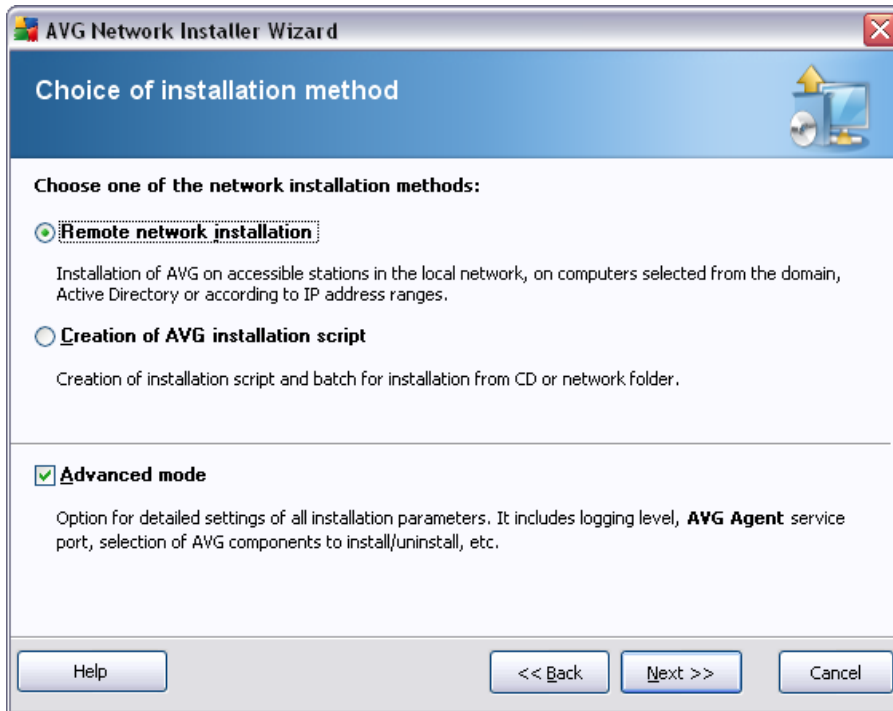 AVG Network Installer Wizard
Choice of installation method
Choose one of the network installation methods:
Remote network installation
Installation of AVG on accessible stations in the local network, on computers selected from the domain,
Active Directory or according to IP address ranges.
Creation of AVG installation script
Creation of installation script and batch for installation from CD or network folder.
Advanced mode
Option for detailed settings of all installation parameters. It includes logging level, AVG Agent service
port, selection of AVG components to install/uninstall, etc.
Help
<< Back
Next >>
Cancel